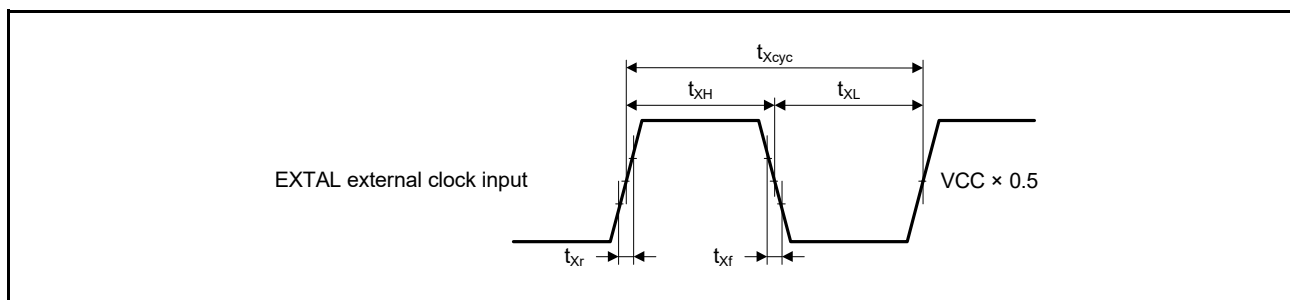 tXcyc
tXH
tXL
EXTAL external clock input
VCC × 0.5
tXr
tXf